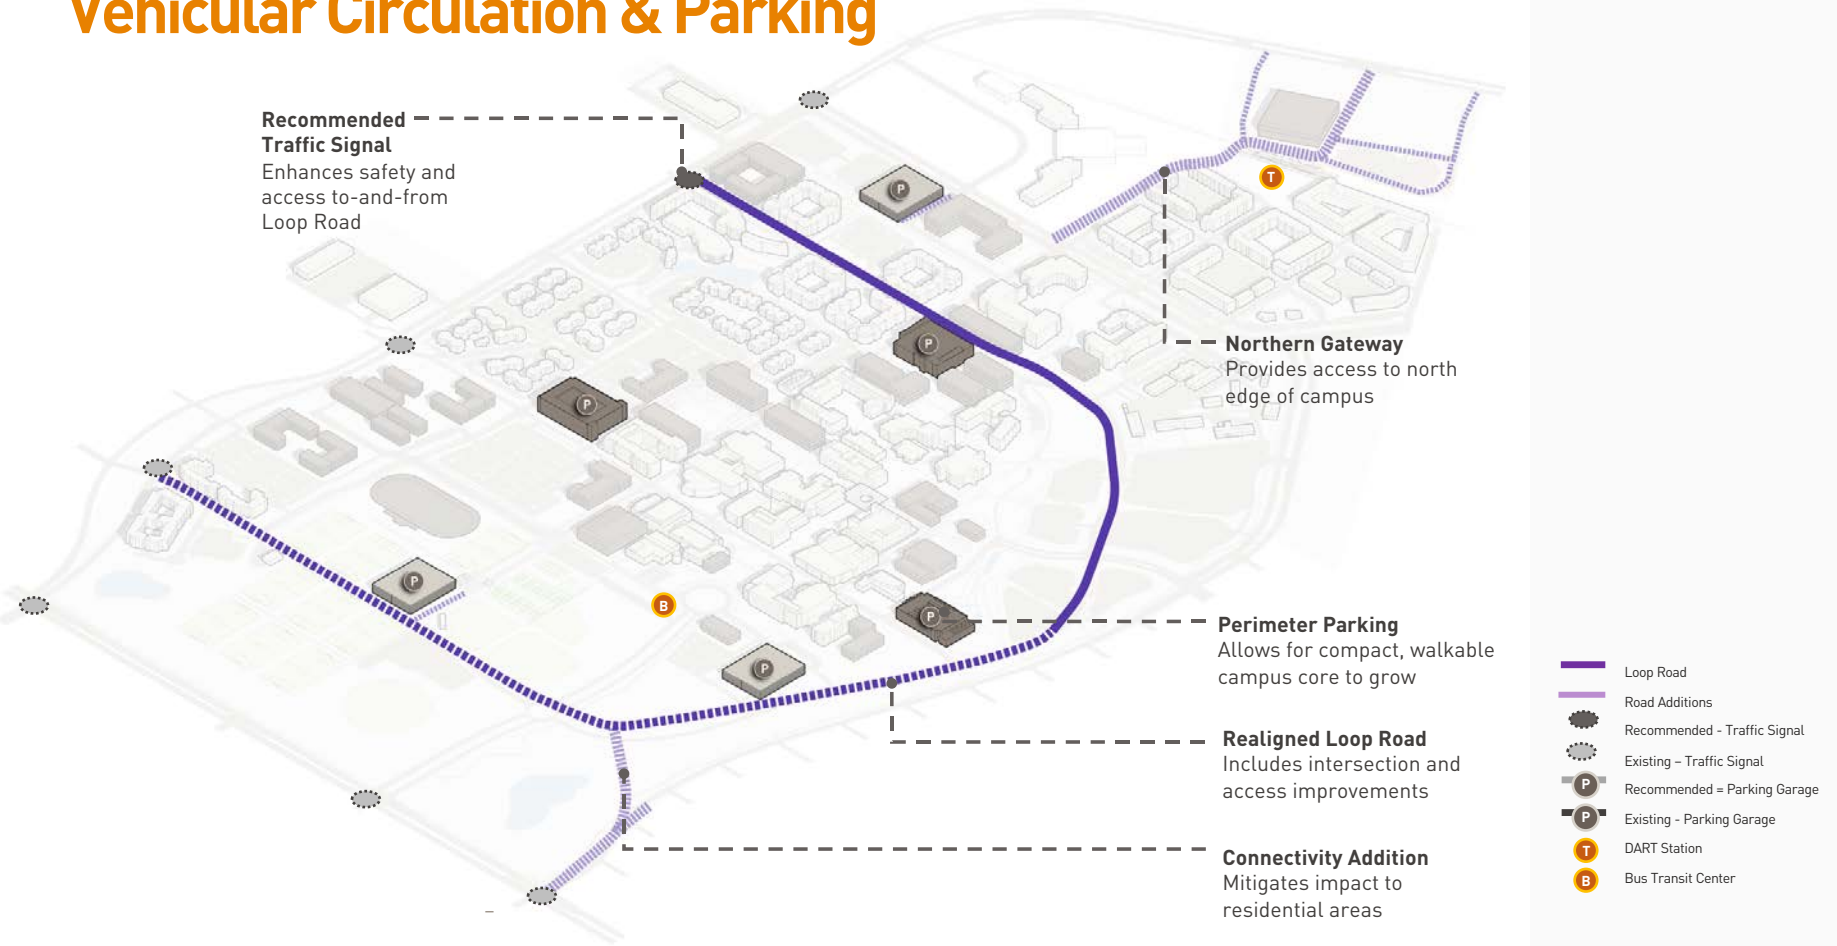 Vehicular Circulation & Parking
Recommended
Traffic Signal
Enhances safety and
access to-and-from
Loop Road
P
T
Northern Gateway
Provides access to north
edge of campus
P
P
P
B
P
P
Perimeter Parking
Allows for compact, walkable
campus core to grow
Realigned Loop Road
Includes intersection and
access improvements
Connectivity Addition
Mitigates impact to
residential areas
Loop Road
Road Additions
Recommended - Traffic Signal
Existing – Traffic Signal
P Recommended = Parking Garage
P Existing - Parking Garage
T DART Station
B Bus Transit Center